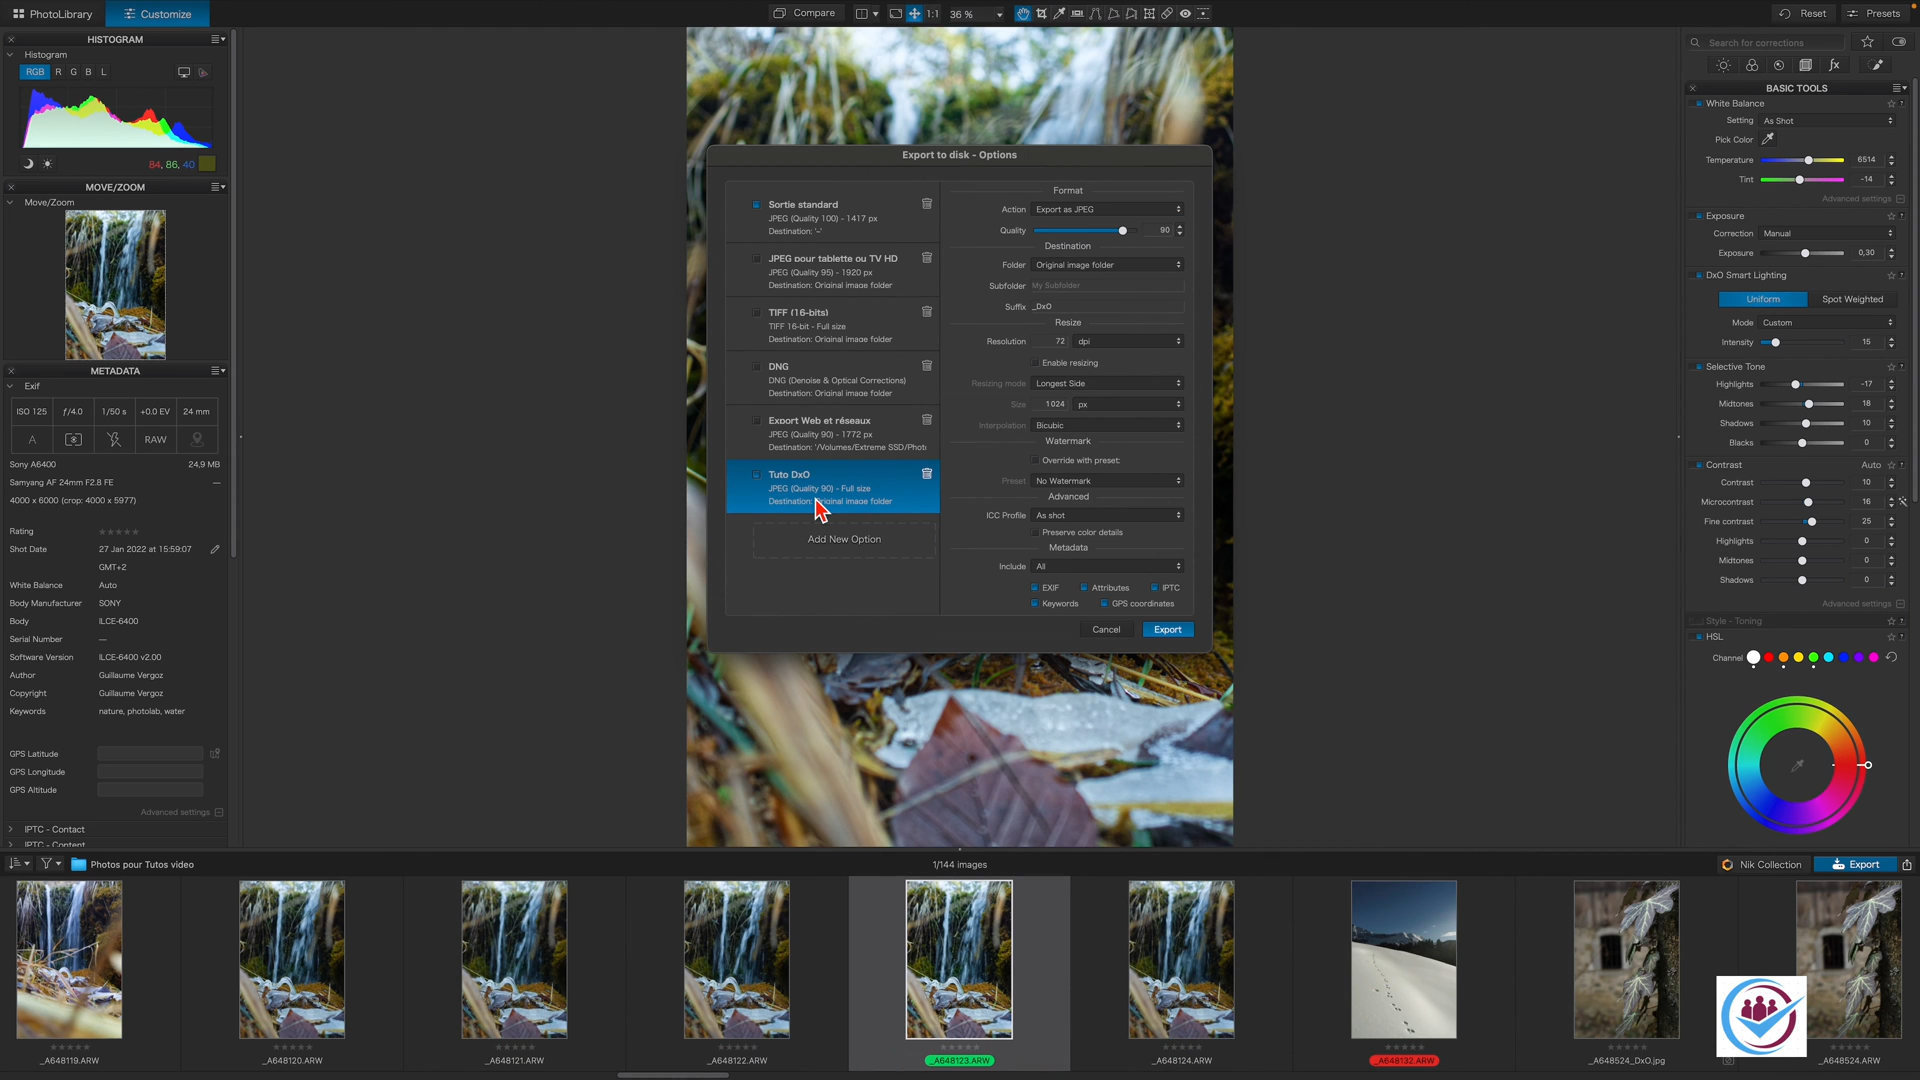 PhotoLibrary
Customize
Compare
1:1
36 %
Reset
Presets
HISTOGRAM
Histogram
RGB R G B L
84, 86, 40
MOVE/ZOOM
Move/Zoom
METADATA
Exif
ISO 125 ƒ/4.0 1/50 s +0.0 EV 24 mm
A RAW
Sony A6400 24,9 MB
Samyang AF 24mm F2.8 FE —
4000 x 6000 (crop: 4000 x 5977)
Rating
Shot Date 27 Jan 2022 at 15:59:07
GMT+2
White Balance Auto
Body Manufacturer SONY
Body ILCE-6400
Serial Number —
Software Version ILCE-6400 v2.00
Author Guillaume Vergoz
Copyright Guillaume Vergoz
Keywords nature, photolab, water
GPS Latitude
GPS Longitude
GPS Altitude
Advanced settings
IPTC - Contact
IPTC - Content
Export to disk - Options
Sortie standard
JPEG (Quality 100) - 1417 px
Destination: '~'
JPEG pour tablette ou TV HD
JPEG (Quality 95) - 1920 px
Destination: Original image folder
TIFF (16-bits)
TIFF 16-bit - Full size
Destination: Original image folder
DNG
DNG (Denoise & Optical Corrections)
Destination: Original image folder
Export Web et réseaux
JPEG (Quality 90) - 1772 px
Destination: '/Volumes/Extreme SSD/Phot
Tuto DxO
JPEG (Quality 90) - Full size
Destination: Original image folder
Add New Option
Format
Action Export as JPEG
Quality 90
Destination
Folder Original image folder
Subfolder My Subfolder
Suffix _DxO
Resize
Resolution 72 dpi
Enable resizing
Resizing mode Longest Side
Size 1 024 px
Interpolation Bicubic
Watermark
Override with preset:
Preset No Watermark
Advanced
ICC Profile As shot
Preserve color details
Metadata
Include All
EXIF Attributes IPTC
Keywords GPS coordinates
Cancel Export
Search for corrections
fx
BASIC TOOLS
White Balance
Setting As Shot
Pick Color
Temperature 6514
Tint -14
Advanced settings
Exposure
Correction Manual
Exposure 0,30
DxO Smart Lighting
Uniform Spot Weighted
Mode Custom
Intensity 15
Selective Tone
Highlights -17
Midtones 18
Shadows 10
Blacks 0
Contrast Auto
Contrast 10
Microcontrast 16
Fine contrast 25
Highlights 0
Midtones 0
Shadows 0
Advanced settings
Style - Toning
HSL
Channel
Photos pour Tutos video
1/144 images
Nik Collection
Export
_A648119.ARW
_A648120.ARW
_A648121.ARW
_A648122.ARW
_A648123.ARW
_A648124.ARW
_A648132.ARW
_A648524_DxO.jpg
_A648524.ARW